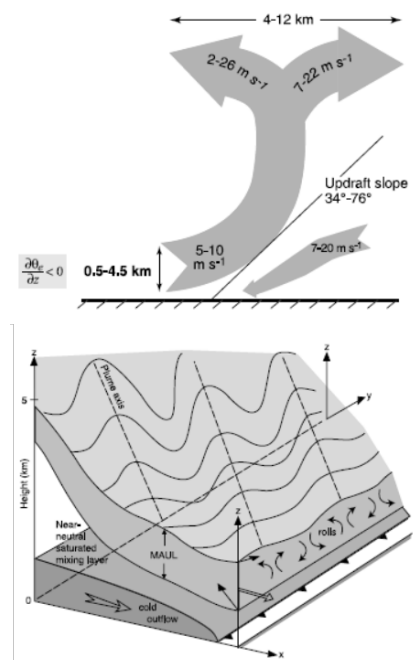 4-12 km
2-26 m s⁻¹
7-22 m s⁻¹
Updraft slope
34°-76°
∂θₑ/∂z < 0
0.5-4.5 km
5-10
m s⁻¹
7-20 m s⁻¹
z
z
5
Plume axis
y
Height (km)
z
Near-
neutral
saturated
mixing layer
MAUL
rolls
0
cold
outflow
x